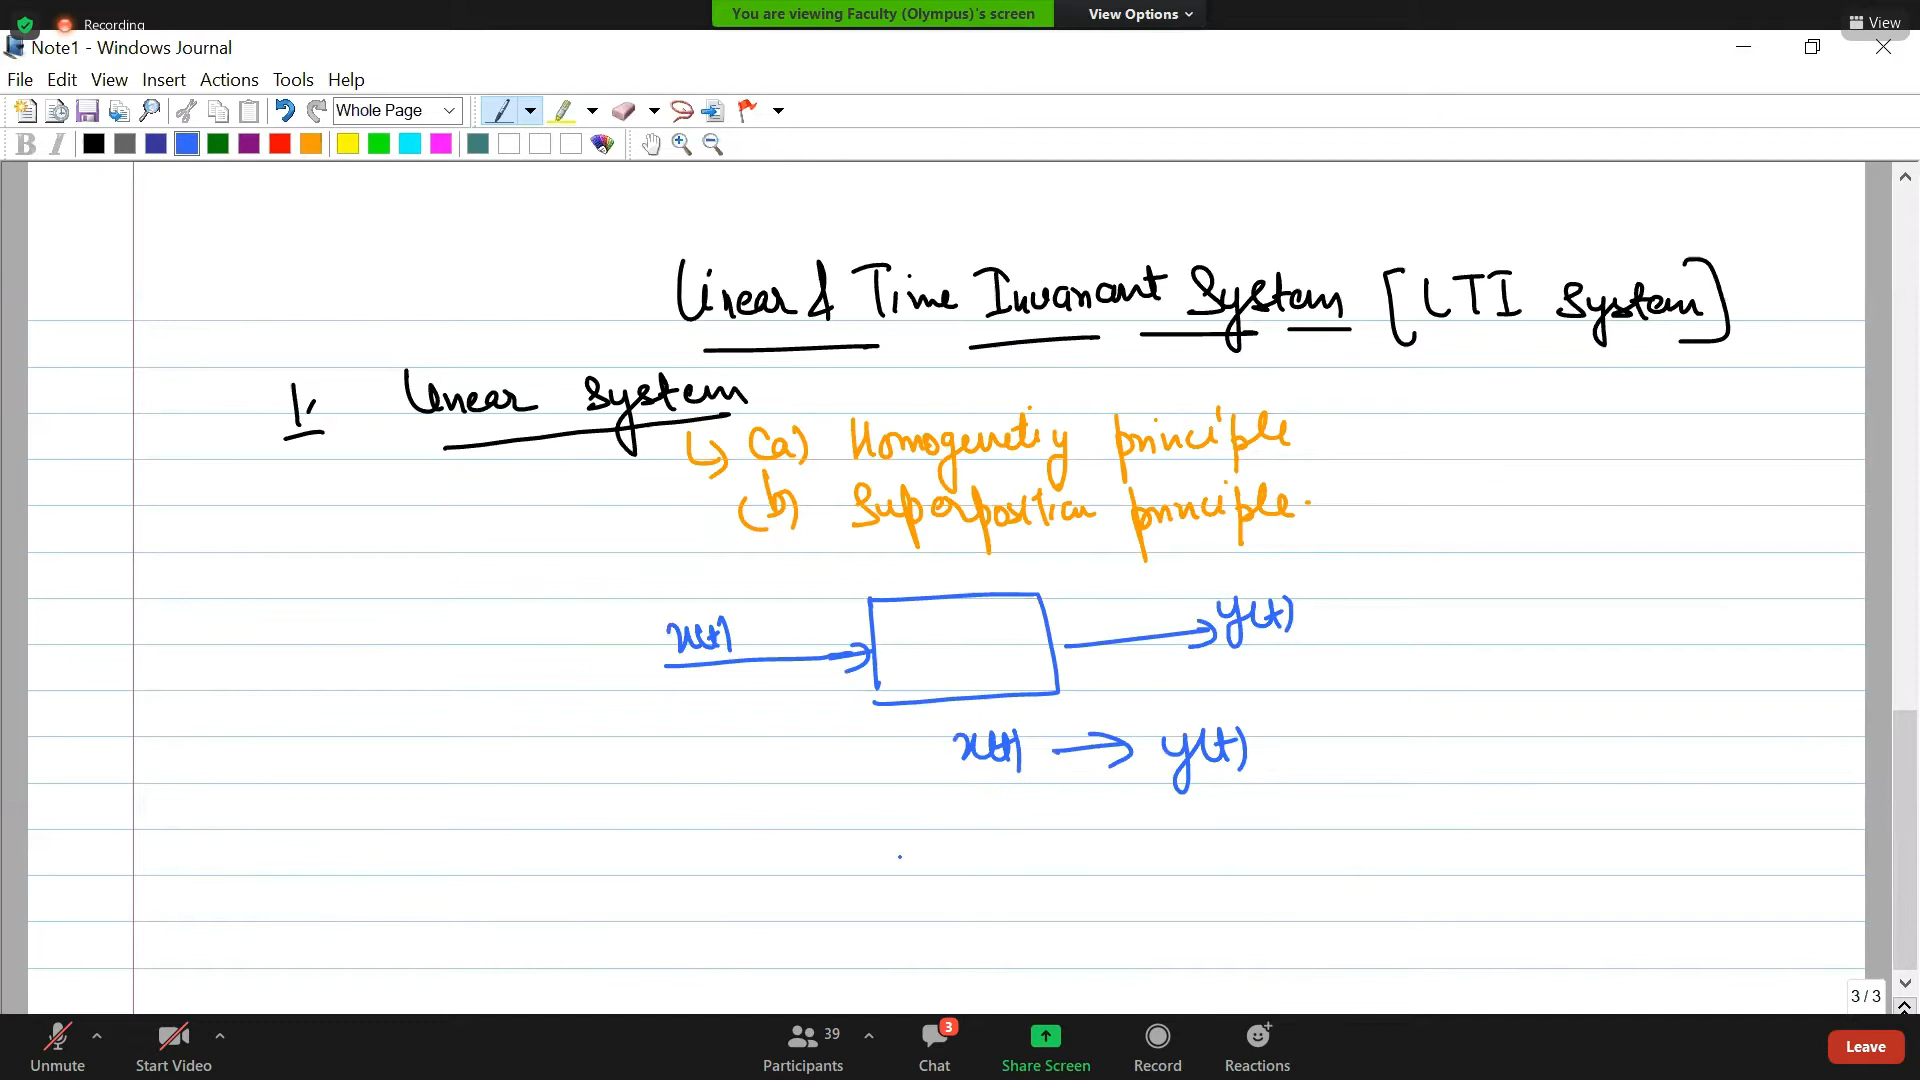 Recording
You are viewing Faculty (Olympus)'s screen View Options
View
Note1 - Windows Journal
File Edit View Insert Actions Tools Help
Whole Page
B I
Linear & Time Invariant System [LTI System]
1. Linear System
(a) Homogenetiy principle
(b) Superposition principle.
x(t) y(t)
x(t) → y(t)
3 / 3
39 3
Unmute Start Video Participants Chat Share Screen Record Reactions Leave